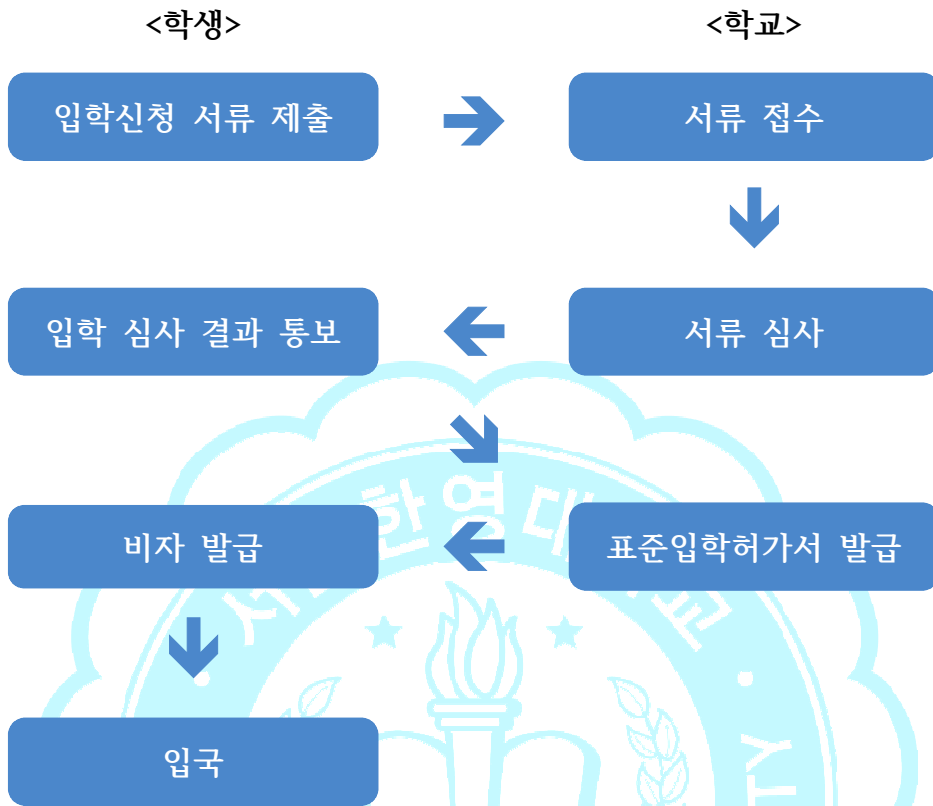 <학생>
<학교>
입학신청 서류 제출
서류 접수
입학 심사 결과 통보
서류 심사
비자 발급
표준입학허가서 발급
입국